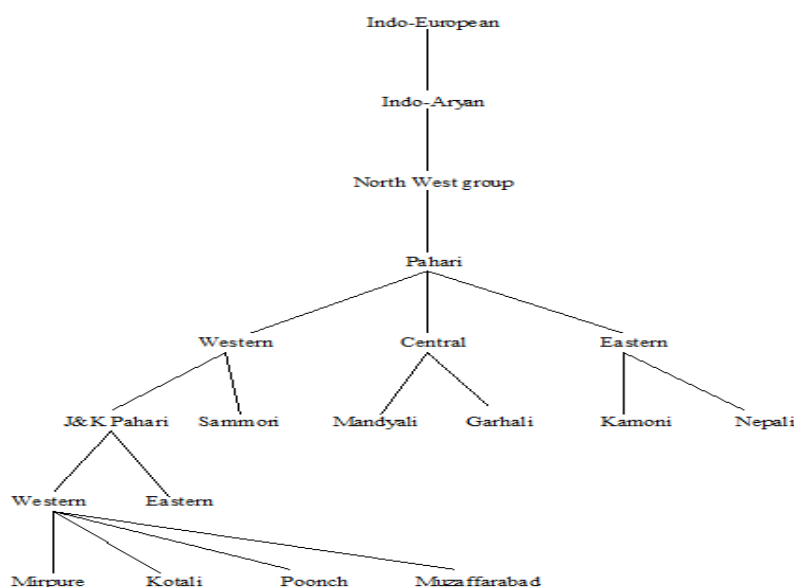 Indo-European
Indo-Aryan
North West group
Pahari
Western Central Eastern
J&K Pahari Sammori Mandyali Garhali Kamoni Nepali
Western Eastern
Mirpure Kotali Poonch Muzaffarabad